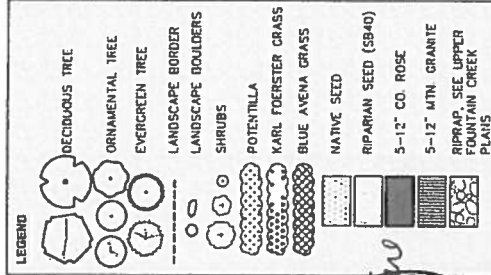 LEGEND
DECIDUOUS TREE
ORNAMENTAL TREE
EVERGREEN TREE
LANDSCAPE BORDER
LANDSCAPE BOULDERS
SHRUBS
POTENTILLA
KARL FOERSTER GRASS
BLUE AVENA GRASS
NATIVE SEED
RIPARIAN SEED (SB40)
3-12" CO. ROSE
5-12" MTN. GRANITE
RIPRAP, SEE UPPER
FOUNTAIN CREEK
PLANS